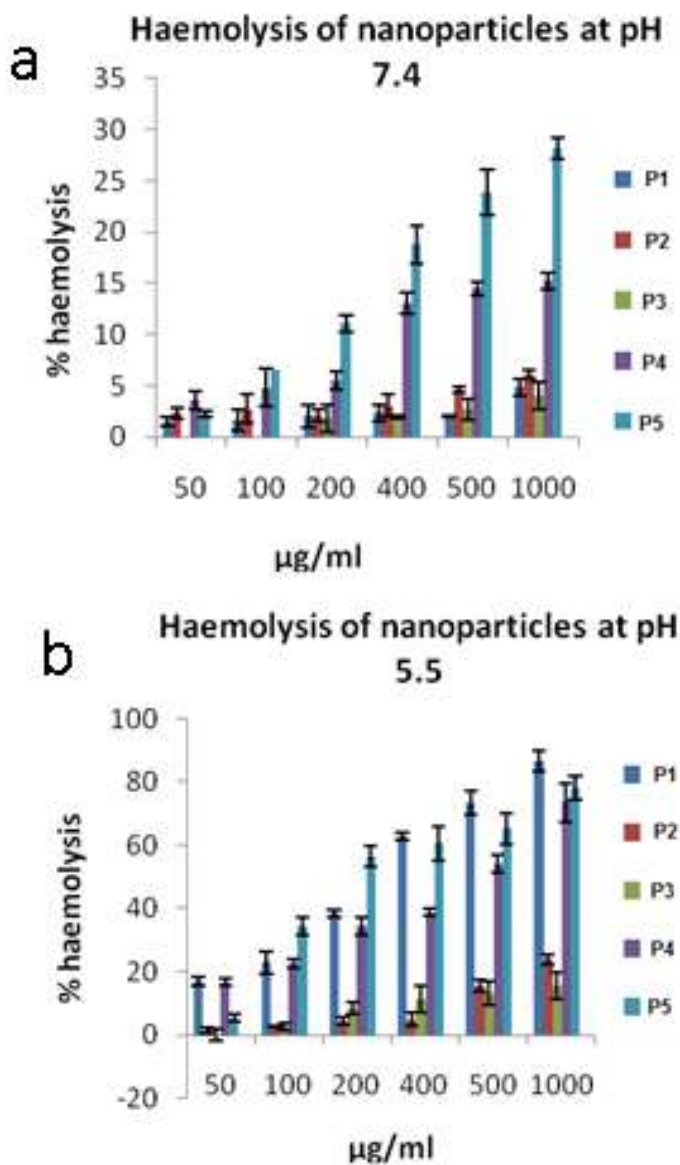 a
Haemolysis of nanoparticles at pH
7.4
35
30
25
20
15
10
5
0
% haemolysis
50 100 200 400 500 1000
µg/ml
P1
P2
P3
P4
P5
b
Haemolysis of nanoparticles at pH
5.5
100
80
60
40
20
0
-20
% haemolysis
50 100 200 400 500 1000
µg/ml
P1
P2
P3
P4
P5